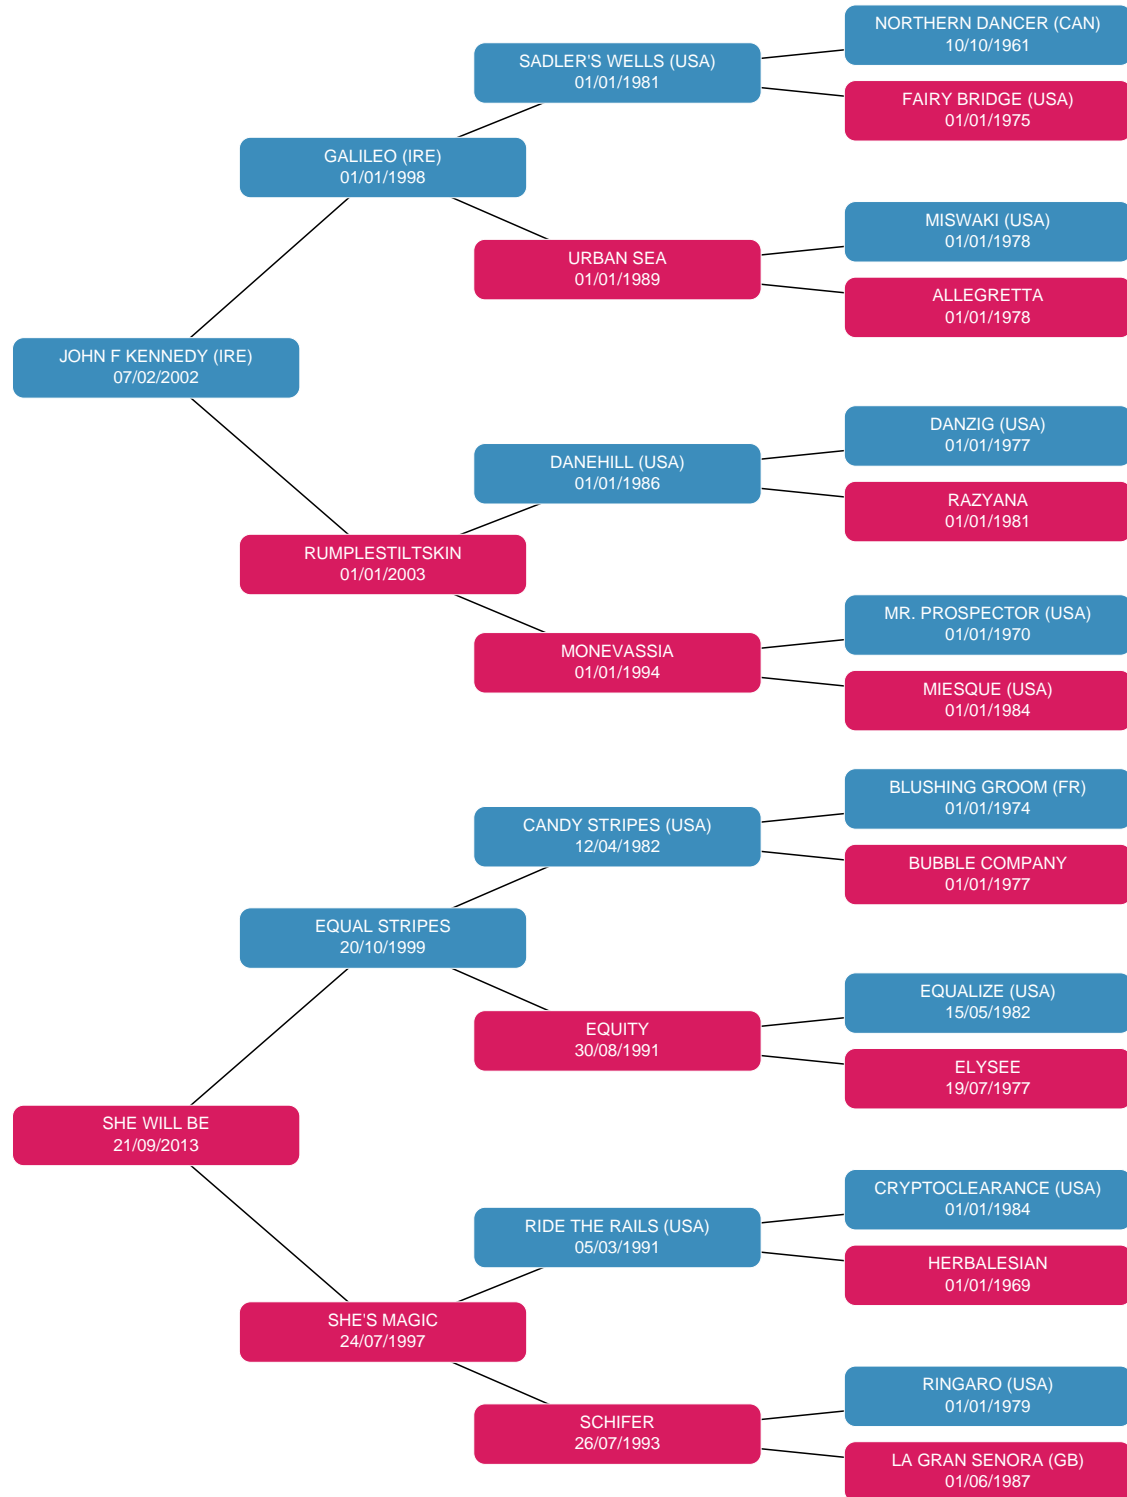 NORTHERN DANCER (CAN)
10/10/1961
SADLER'S WELLS (USA)
01/01/1981
FAIRY BRIDGE (USA)
01/01/1975
GALILEO (IRE)
01/01/1998
MISWAKI (USA)
01/01/1978
URBAN SEA
01/01/1989
ALLEGRETTA
01/01/1978
JOHN F KENNEDY (IRE)
07/02/2002
DANZIG (USA)
01/01/1977
DANEHILL (USA)
01/01/1986
RAZYANA
01/01/1981
RUMPLESTILTSKIN
01/01/2003
MR. PROSPECTOR (USA)
01/01/1970
MONEVASSIA
01/01/1994
MIESQUE (USA)
01/01/1984
BLUSHING GROOM (FR)
01/01/1974
CANDY STRIPES (USA)
12/04/1982
BUBBLE COMPANY
01/01/1977
EQUAL STRIPES
20/10/1999
EQUALIZE (USA)
15/05/1982
EQUITY
30/08/1991
ELYSEE
19/07/1977
SHE WILL BE
21/09/2013
CRYPTOCLEARANCE (USA)
01/01/1984
RIDE THE RAILS (USA)
05/03/1991
HERBALESIAN
01/01/1969
SHE'S MAGIC
24/07/1997
RINGARO (USA)
01/01/1979
SCHIFER
26/07/1993
LA GRAN SENORA (GB)
01/06/1987